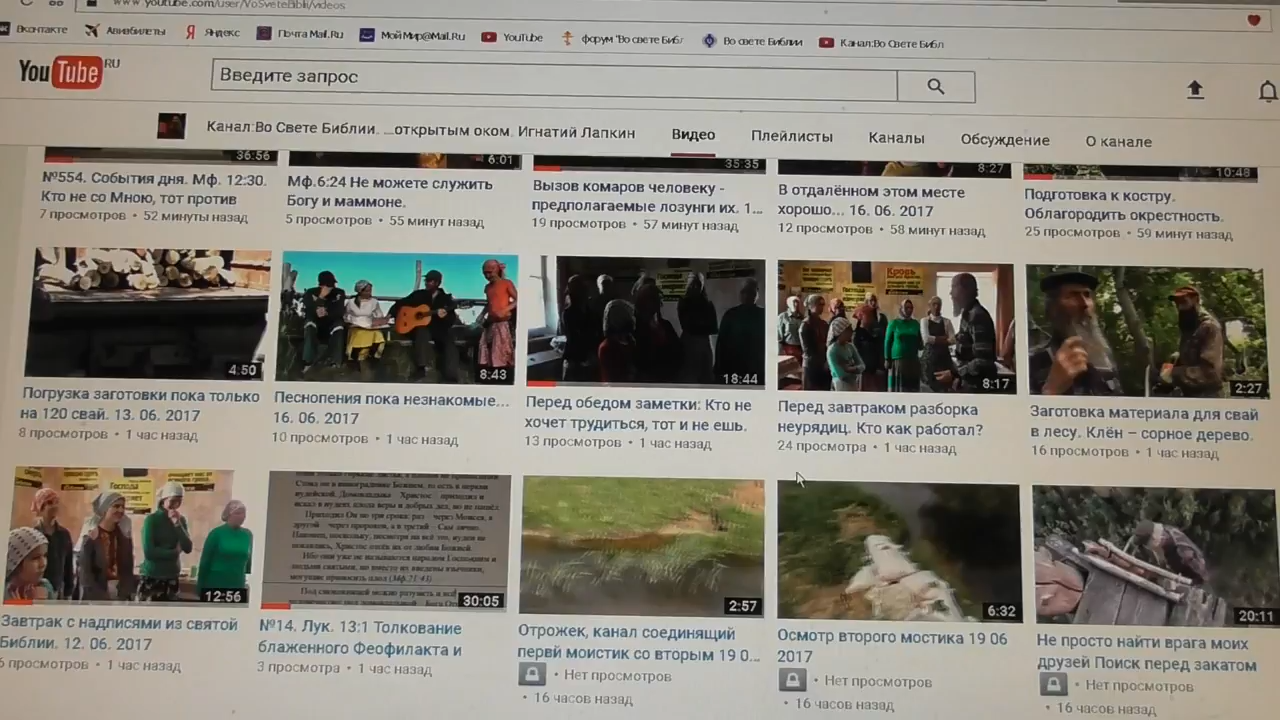 www youtube.com/user/VoSveteBibli/videos
Вконтакте
Авиабилеты
Яндекс
Почта Mail.Ru
МойМир@Mail.Ru
YouTube
форум "Во свете Библ
Во свете Библии
Канал:Во Свете Библ
YouTube RU
Введите запрос
Канал:Во Свете Библии. ...открытым оком. Игнатий Лапкин
Видео
Плейлисты
Каналы
Обсуждение
О канале
36:56
6:01
35:35
8:27
10:48
№554. События дня. Мф. 12:30.
Кто не со Мною, тот против
7 просмотров • 52 минуты назад
Мф.6:24 Не можете служить
Богу и маммоне.
5 просмотров • 55 минут назад
Вызов комаров человеку -
предполагаемые лозунги их. 1...
19 просмотров • 57 минут назад
В отдалённом этом месте
хорошо... 16. 06. 2017
12 просмотров • 58 минут назад
Подготовка к костру.
Облагородить окрестность.
25 просмотров • 59 минут назад
4:50
8:43
18:44
Кровь
8:17
2:27
Погрузка заготовки пока только
на 120 свай. 13. 06. 2017
8 просмотров • 1 час назад
Песнопения пока незнакомые...
16. 06. 2017
10 просмотров • 1 час назад
Перед обедом заметки: Кто не
хочет трудиться, тот и не ешь.
13 просмотров • 1 час назад
Перед завтраком разборка
неурядиц. Кто как работал?
24 просмотра • 1 час назад
Заготовка материала для свай
в лесу. Клён – сорное дерево.
16 просмотров • 1 час назад
Господа
12:56
30:05
2:57
6:32
20:11
Завтрак с надписями из святой
Библии. 12. 06. 2017
6 просмотров • 1 час назад
№14. Лук. 13:1 Толкование
блаженного Феофилакта и
3 просмотра • 1 час назад
Отрожек, канал соединящий
первй моистик со вторым 19 0...
• Нет просмотров
• 16 часов назад
Осмотр второго мостика 19 06
2017
• Нет просмотров
• 16 часов назад
Не просто найти врага моих
друзей Поиск перед закатом
• Нет просмотров
• 16 часов назад